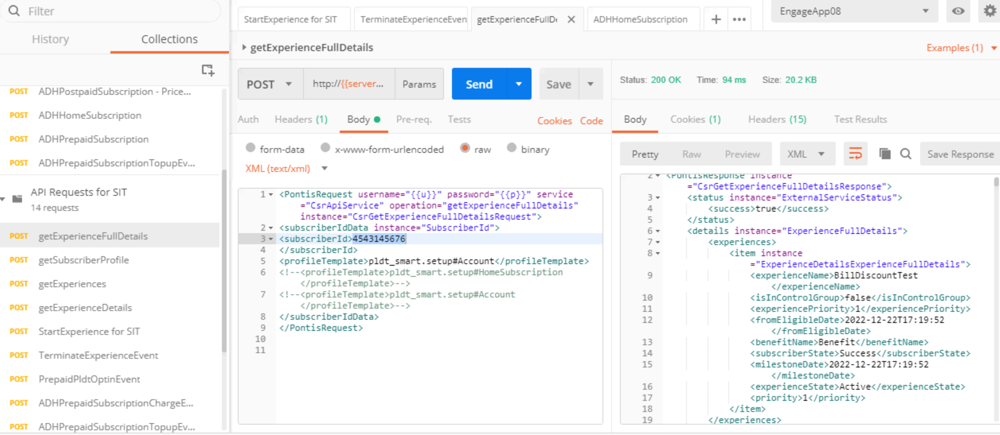 Filter
History Collections
POST ADHPostpaidSubscription - Price...
POST ADHHomeSubscription
POST ADHPrepaidSubscription
POST ADHPrepaidSubscriptionTopupEv...
API Requests for SIT
14 requests
POST getExperienceFullDetails
POST getSubscriberProfile
POST getExperiences
POST getExperienceDetails
POST StartExperience for SIT
POST TerminateExperienceEvent
POST PrepaidPldtOptinEvent
POST ADHPrepaidSubscriptionChargeE...
POST ADHPrepaidSubscriptionTopupEv...
StartExperience for SIT TerminateExperienceEven getExperienceFullD ADHHomeSubscription
EngageApp08
getExperienceFullDetails
Examples (1)
POST http://{{server... Params Send Save
Auth Headers (1) Body Pre-req. Tests Cookies Code
form-data x-www-form-urlencoded raw binary
XML (text/xml)
1 <PontisRequest username="{{u}}" password="{{p}}" service
="CsrApiService" operation="getExperienceFullDetails"
instance="CsrGetExperienceFullDetailsRequest">
2 <subscriberIdData instance="SubscriberId">
3 <subscriberId>4543145676
4 </subscriberId>
5 <profileTemplate>pldt_smart.setup#Account</profileTemplate>
6 <!--<profileTemplate>pldt_smart.setup#HomeSubscription
</profileTemplate>-->
7 <!--<profileTemplate>pldt_smart.setup#Account
</profileTemplate>-->
8 </subscriberIdData>
9 </PontisRequest>
10
11
Status: 200 OK Time: 94 ms Size: 20.2 KB
Body Cookies (1) Headers (15) Test Results
Pretty Raw Preview XML Save Response
2 <PontisResponse instance
="CsrGetExperienceFullDetailsResponse">
3 <status instance="ExternalServiceStatus">
4 <success>true</success>
5 </status>
6 <details instance="ExperienceFullDetails">
7 <experiences>
8 <item instance
="ExperienceDetailsExperienceFullDetails">
9 <experienceName>BillDiscountTest
</experienceName>
10 <isInControlGroup>false</isInControlGroup>
11 <experiencePriority>1</experiencePriority>
12 <fromEligibleDate>2022-12-22T17:19:52
</fromEligibleDate>
13 <benefitName>Benefit</benefitName>
14 <subscriberState>Success</subscriberState>
15 <milestoneDate>2022-12-22T17:19:52
</milestoneDate>
16 <experienceState>Active</experienceState>
17 <priority>1</priority>
18 </item>
19 </experiences>